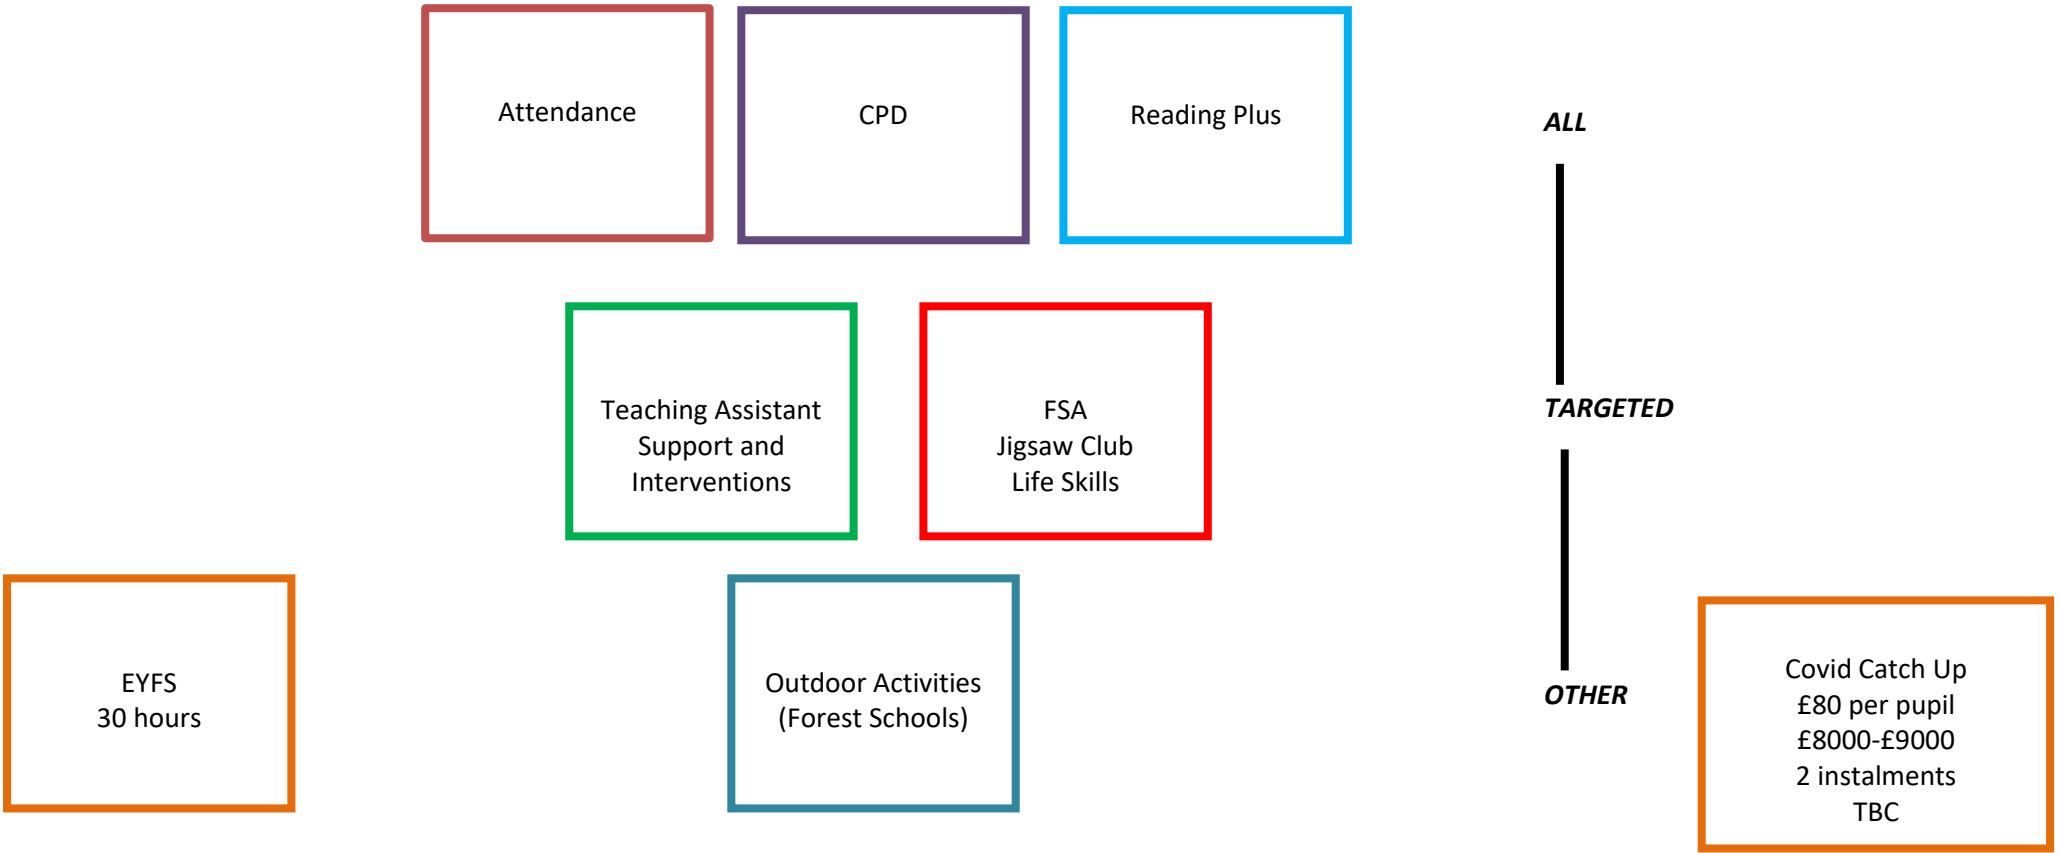 Attendance
CPD
Reading Plus
ALL
Teaching Assistant
Support and
Interventions
FSA
Jigsaw Club
Life Skills
TARGETED
EYFS
30 hours
Outdoor Activities
(Forest Schools)
OTHER
Covid Catch Up
£80 per pupil
£8000-£9000
2 instalments
TBC